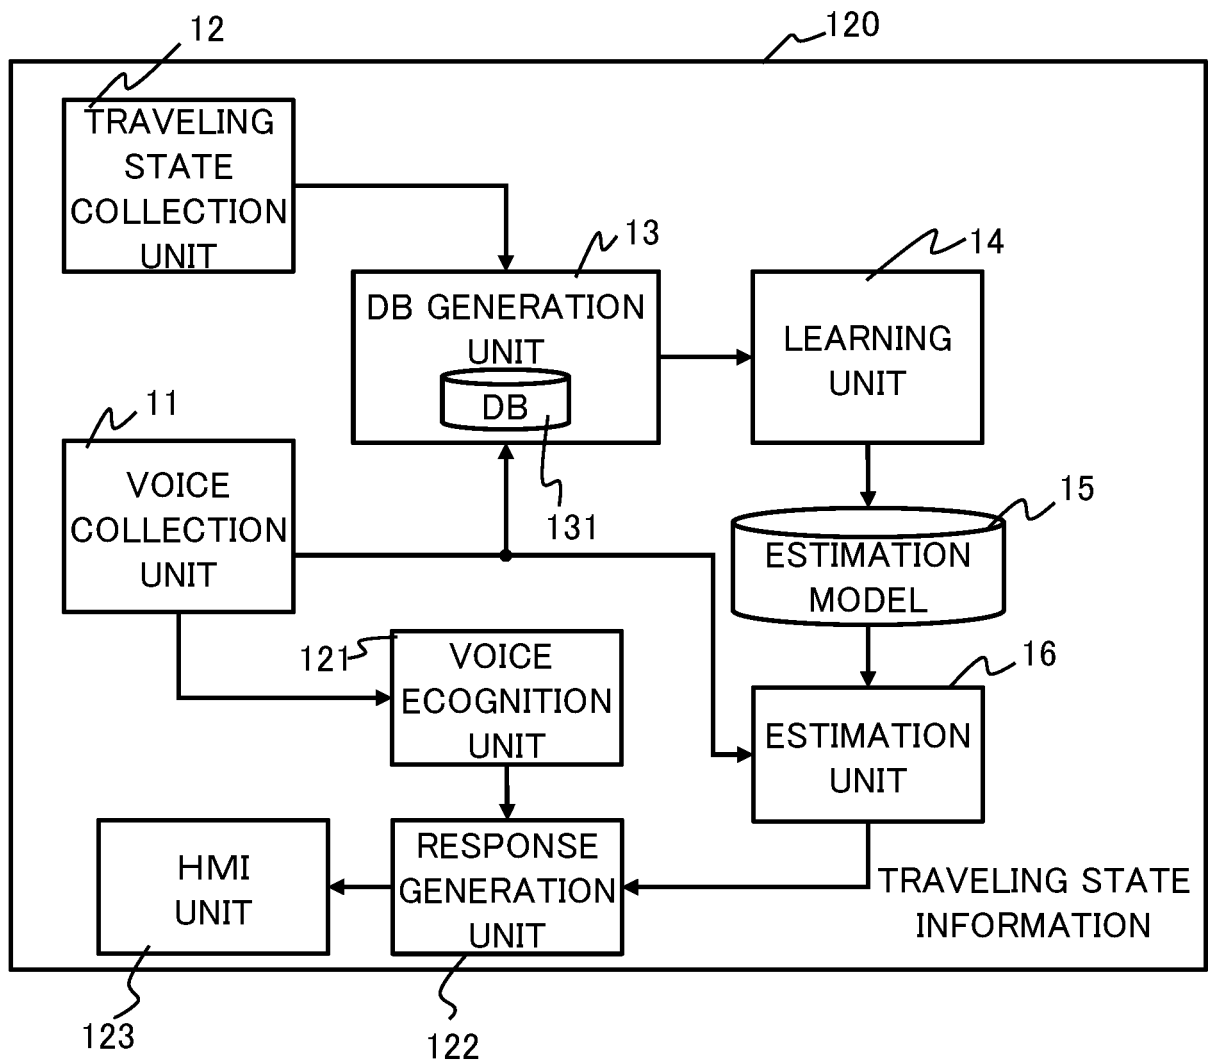 120
12
TRAVELING
STATE
COLLECTION
UNIT
13
DB GENERATION
UNIT
DB
131
14
LEARNING
UNIT
11
VOICE
COLLECTION
UNIT
15
ESTIMATION
MODEL
121
VOICE
ECOGNITION
UNIT
16
ESTIMATION
UNIT
HMI
UNIT
123
RESPONSE
GENERATION
UNIT
122
TRAVELING STATE
INFORMATION